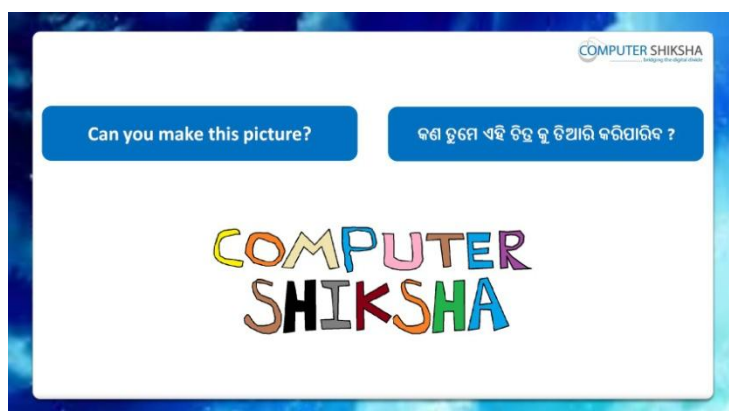 COMPUTER SHIKSHA
bridging the digital divide
Can you make this picture?
କଣ ତୁମେ ଏହି ଚିତ୍ର କୁ ତିଆରି କରିପାରିବ ?
COMPUTER
SHIKSHA